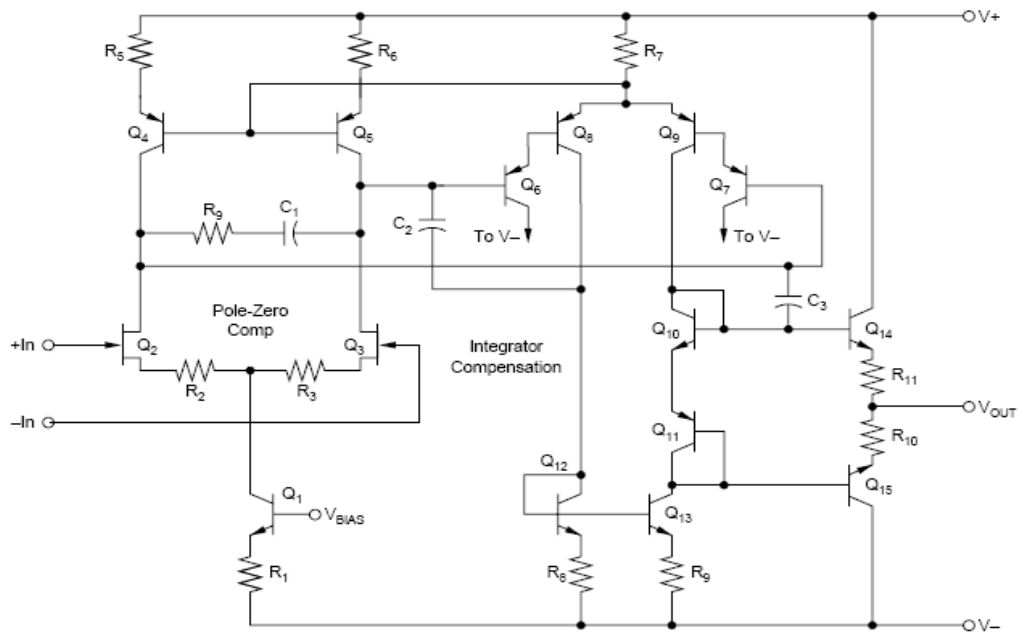 V+
R5
R6
R7
Q4
Q5
Q8
Q9
Q6
Q7
R9
C1
C2
To V–
To V–
C3
Pole-Zero
Comp
+In
Q2
Q3
Integrator
Compensation
Q10
Q14
R2
R3
R11
–In
VOUT
R10
Q11
Q12
Q15
Q1
VBIAS
Q13
R1
R8
R9
V–